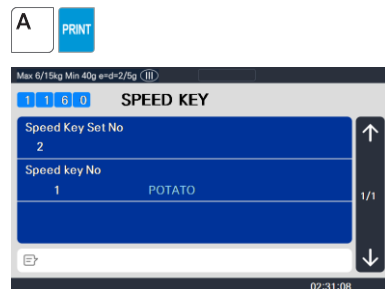 A
PRINT
Max 6/15kg Min 40g e=d=2/5g III
1 1 6 0 SPEED KEY
Speed Key Set No
2
Speed key No
1 POTATO
1/1
02:31:08